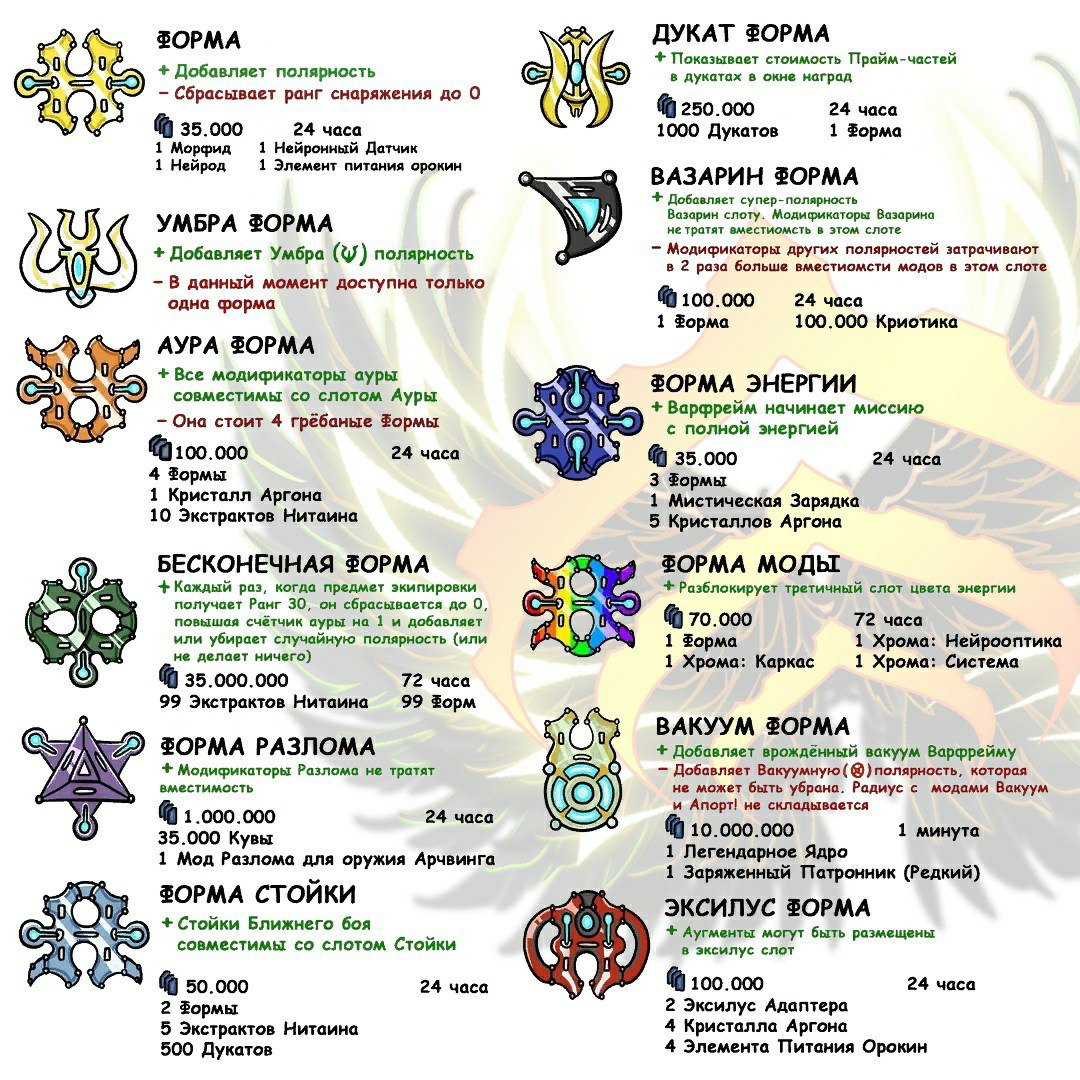 ФОРМА
+ Добавляет полярность
− Сбрасывает ранг снаряжения до 0
35.000 24 часа
1 Морфид 1 Нейронный Датчик
1 Нейрод 1 Элемент питания орокин
УМБРА ФОРМА
+ Добавляет Умбра ( ) полярность
− В данный момент доступна только
одна форма
АУРА ФОРМА
+ Все модификаторы ауры
совместимы со слотом Ауры
− Она стоит 4 грёбаные Формы
100.000 24 часа
4 Формы
1 Кристалл Аргона
10 Экстрактов Нитаина
БЕСКОНЕЧНАЯ ФОРМА
+ Каждый раз, когда предмет экипировки
получает Ранг 30, он сбрасывается до 0,
повышая счётчик ауры на 1 и добавляет
или убирает случайную полярность (или
не делает ничего)
35.000.000 72 часа
99 Экстрактов Нитаина 99 Форм
ФОРМА РАЗЛОМА
+ Модификаторы Разлома не тратят
вместимость
1.000.000 24 часа
35.000 Кувы
1 Мод Разлома для оружия Арчвинга
ФОРМА СТОЙКИ
+ Стойки Ближнего боя
совместимы со слотом Стойки
50.000 24 часа
2 Формы
5 Экстрактов Нитаина
500 Дукатов
ДУКАТ ФОРМА
+ Показывает стоимость Прайм-частей
в дукатах в окне наград
250.000 24 часа
1000 Дукатов 1 Форма
ВАЗАРИН ФОРМА
+ Добавляет супер-полярность
Вазарин слоту. Модификаторы Вазарина
не тратят вместиомсть в этом слоте
− Модификаторы других полярностей затрачивают
в 2 раза больше вместиомсти модов в этом слоте
100.000 24 часа
1 Форма 100.000 Криотика
ФОРМА ЭНЕРГИИ
+ Варфрейм начинает миссию
с полной энергией
35.000 24 часа
3 Формы
1 Мистическая Зарядка
5 Кристаллов Аргона
ФОРМА МОДЫ
+ Разблокирует третичный слот цвета энергии
70.000 72 часа
1 Форма 1 Хрома: Нейрооптика
1 Хрома: Каркас 1 Хрома: Система
ВАКУУМ ФОРМА
+ Добавляет врождённый вакуум Варфрейму
− Добавляет Вакуумную ( ) полярность, которая
не может быть убрана. Радиус с модами Вакуум
и Апорт! не складывается
10.000.000 1 минута
1 Легендарное Ядро
1 Заряженный Патронник (Редкий)
ЭКСИЛУС ФОРМА
+ Аугменты могут быть размещены
в эксилус слот
100.000 24 часа
2 Эксилус Адаптера
4 Кристалла Аргона
4 Элемента Питания Орокин